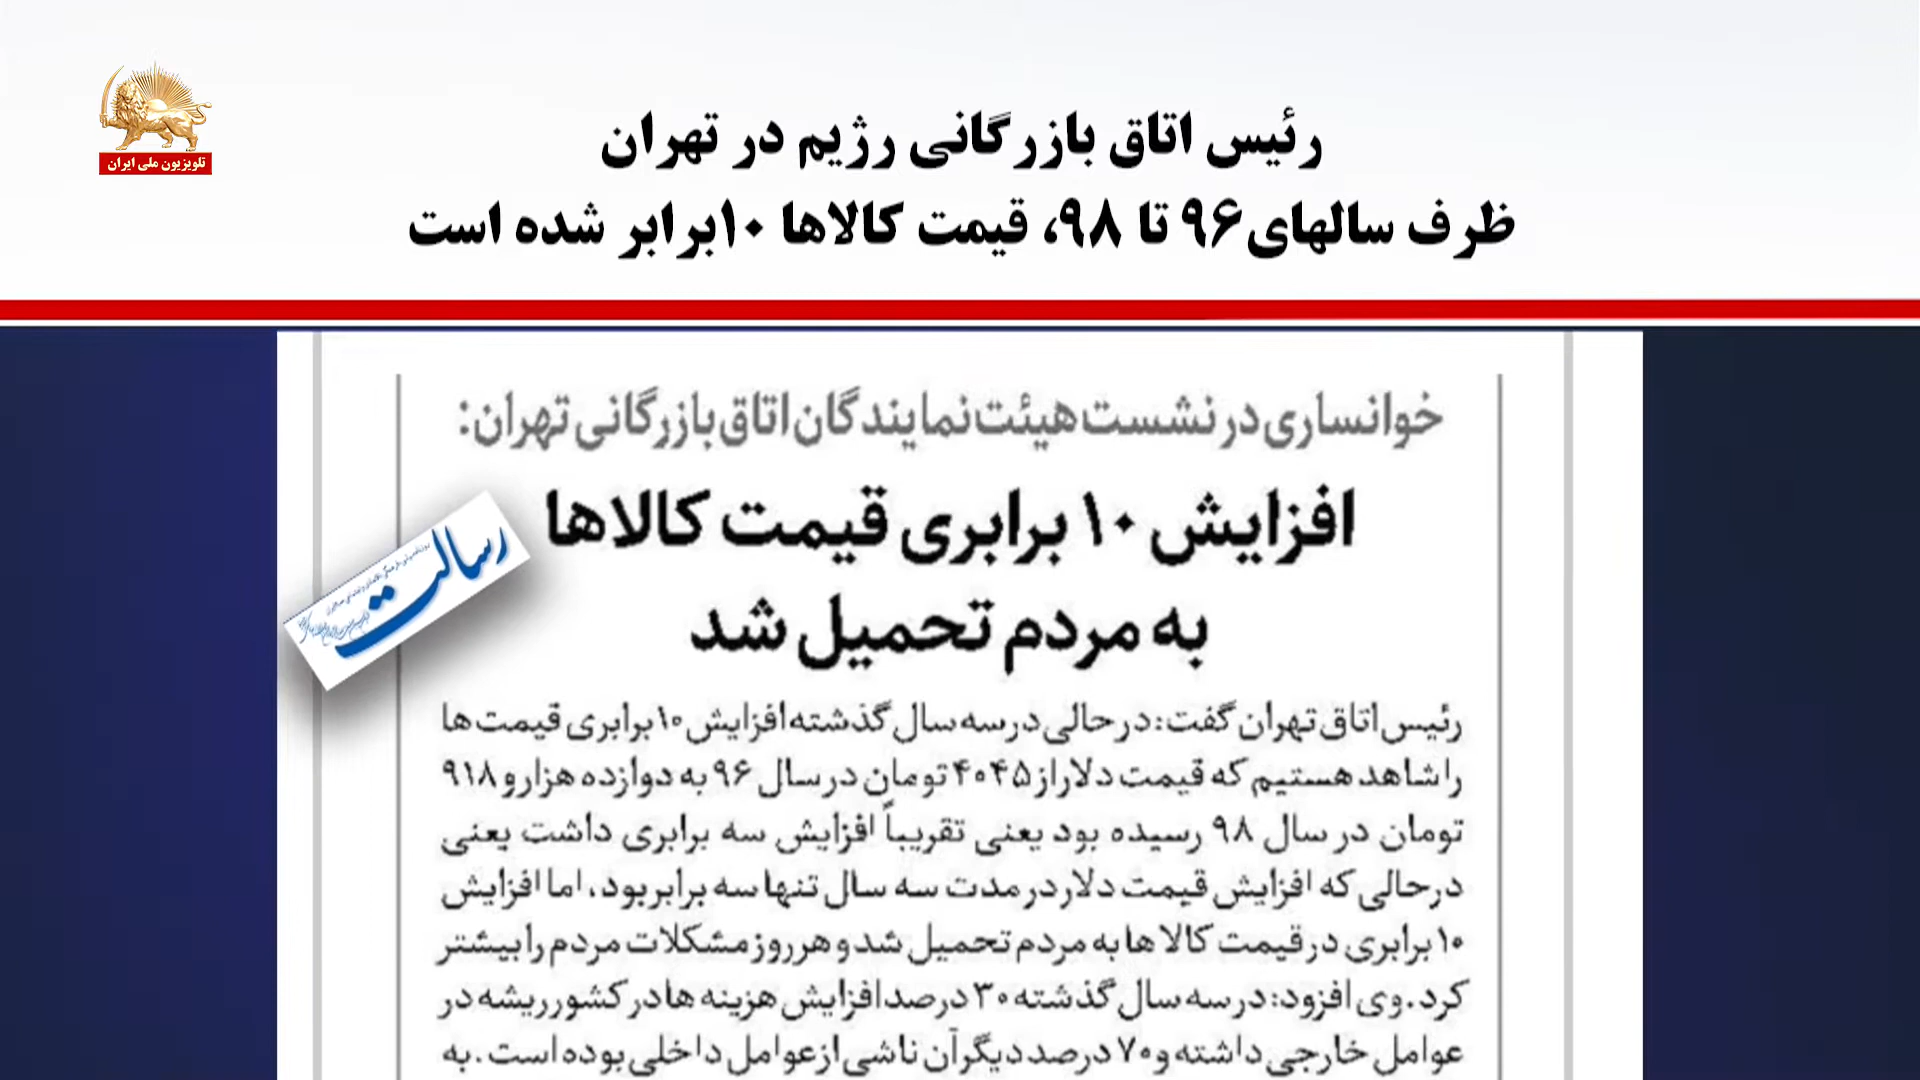 تلویزیون ملی ایران
رئیس اتاق بازرگانی رژیم در تهران
ظرف سالهای۹۶ تا ۹۸، قیمت کالاها ۱۰برابر شده است
خوانساری در نشست هیئت نمایندگان اتاق بازرگانی تهران:
افزایش ۱۰ برابری قیمت کالاها
به مردم تحمیل شد
رسالت
رئیس اتاق تهران گفت: در حالی در سه سال گذشته افزایش ۱۰ برابری قیمت ها
را شاهد هستیم که قیمت دلار از ۴۰۴۵ تومان در سال ۹۶ به دوازده هزار و ۹۱۸
تومان در سال ۹۸ رسیده بود یعنی تقریباً افزایش سه برابری داشت یعنی
درحالی که افزایش قیمت دلار در مدت سه سال تنها سه برابر بود، اما افزایش
۱۰ برابری در قیمت کالا ها به مردم تحمیل شد و هر روز مشکلات مردم را بیشتر
کرد. وی افزود: در سه سال گذشته ۳۰ درصد افزایش هزینه ها در کشور ریشه در
عوامل خارجی داشته و ۷۰ درصد دیگر آن ناشی از عوامل داخلی بوده است. به